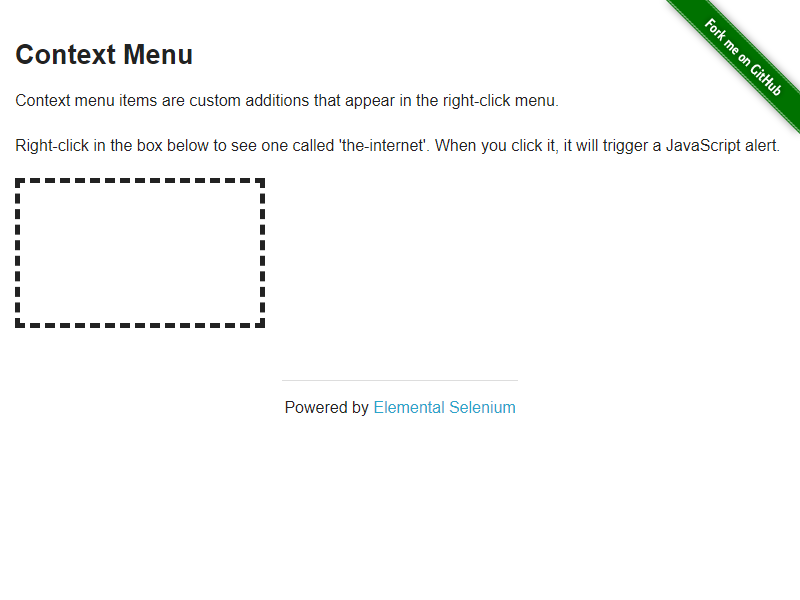 Fork me on GitHub
Context Menu
Context menu items are custom additions that appear in the right-click menu.
Right-click in the box below to see one called 'the-internet'. When you click it, it will trigger a JavaScript alert.
Powered by Elemental Selenium